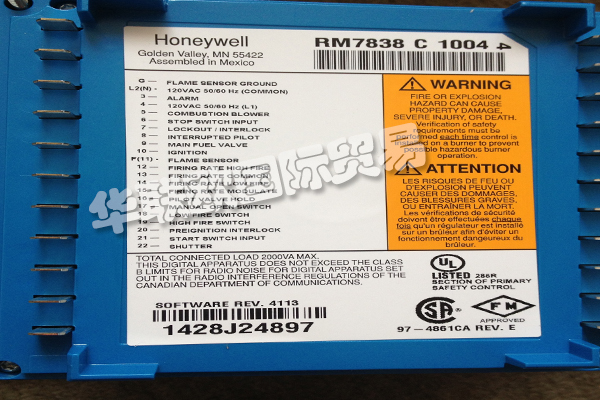 Honeywell
Golden Valley, MN 55422
Assembled in Mexico
RM7838 C 1004 4
G — FLAME SENSOR GROUND
L2(N) - 120VAC 50/60 Hz (COMMON)
3 — ALARM
4 — 120VAC 50/60 Hz (L1)
5 — COMBUSTION BLOWER
6 — STOP SWITCH INPUT
7 — LOCKOUT / INTERLOCK
8 — INTERRUPTED PILOT
9 — MAIN FUEL VALVE
10 — IGNITION
F(11) — FLAME SENSOR
12 — FIRING RATE HIGH FIRE
13 — FIRING RATE COMMON
FIRING RATE
FIRING RATE MODULATE
PILOT VALVE HOLD
MANUAL OPEN SWITCH
18 — LOW FIRE SWITCH
19 — HIGH FIRE SWITCH
20 — PREIGNITION INTERLOCK
21 — START SWITCH INPUT
22 — SHUTTER
WARNING
FIRE OR EXPLOSION
HAZARD CAN CAUSE
PROPERTY DAMAGE,
SEVERE INJURY, OR DEATH.
Verification of safety
requirements must be
performed each time control is
installed on a burner to prevent
possible hazardous burner
operation.
ATTENTION
LES RISQUES DE FEU OU
D'EXPLOSION PEUVENT
CAUSER DES DOMMAGES,
DES BLESSURES GRAVES,
OU ENTRAÎNER LA MORT.
Les vérifications de sécurité
doivent être effectuées chaque
fois qu'un régulateur est installé
sur un brûleur afin d'éviter un
fonctionnement dangereux du
brûleur.
华 国际贸易
TOTAL CONNECTED LOAD 2000VA MAX.
THIS DIGITAL APPARATUS DOES NOT EXCEED THE CLASS
B LIMITS FOR RADIO NOISE FOR DIGITAL APPARATUS SET
OUT IN THE RADIO INTERFERENCE REGULATIONS OF THE
CANADIAN DEPARTMENT OF COMMUNICATIONS.
SOFTWARE REV. 4113
1428J24897
UL
LISTED 286R
SECTION OF PRIMARY
SAFETY CONTROL
FM
97-4861CA REV. E